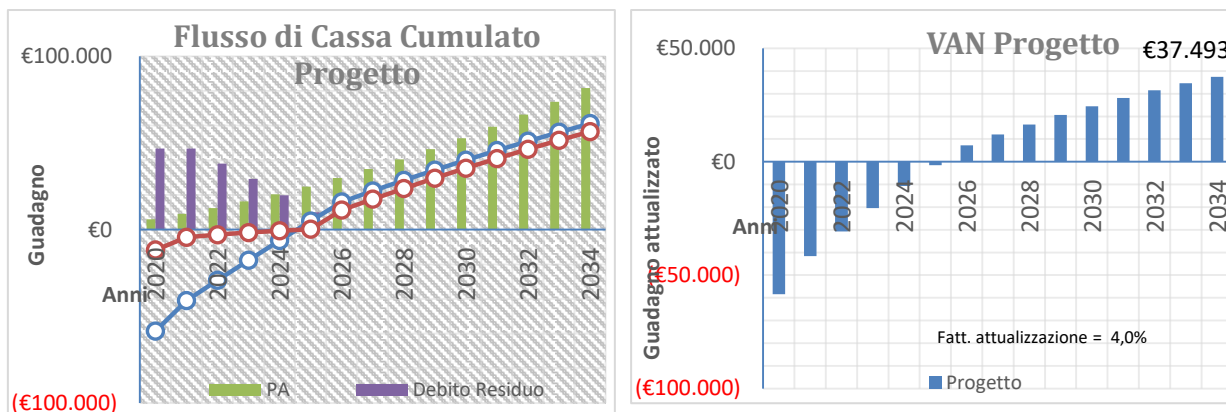 Flusso di Cassa Cumulato
Progetto
€100.000
€0
(€100.000)
Guadagno
Anni
2020
2022
2024
2026
2028
2030
2032
2034
PA
Debito Residuo
VAN Progetto
€37.493
€50.000
€0
(€50.000)
(€100.000)
Guadagno attualizzato
Anni
2020
2022
2024
2026
2028
2030
2032
2034
Fatt. attualizzazione = 4,0%
Progetto